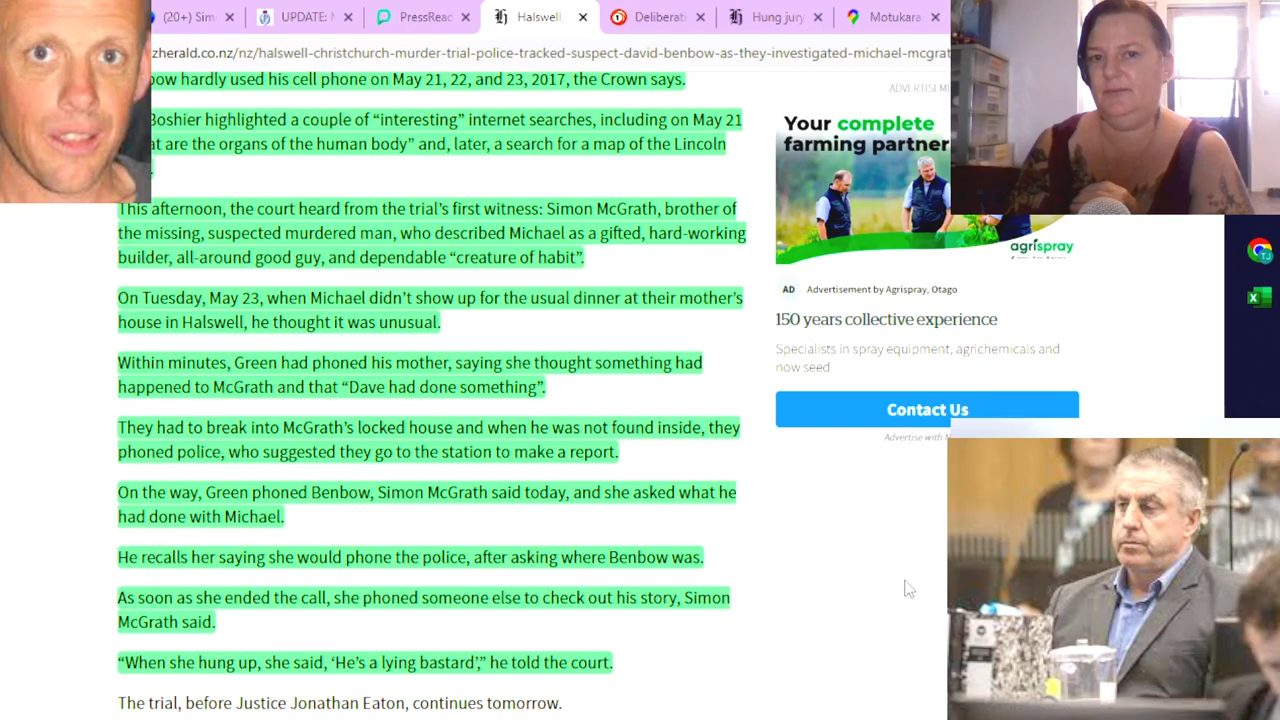 (20+) Sim
UPDATE:
PressRead
Halswell,
Deliberati
Hung jury
Motukara
zherald.co.nz/nz/halswell-christchurch-murder-trial-police-tracked-suspect-david-benbow-as-they-investigated-michael-mcgrat
ow hardly used his cell phone on May 21, 22, and 23, 2017, the Crown says.
Boshier highlighted a couple of “interesting” internet searches, including on May 21
at are the organs of the human body” and, later, a search for a map of the Lincoln
This afternoon, the court heard from the trial’s first witness: Simon McGrath, brother of
the missing, suspected murdered man, who described Michael as a gifted, hard-working
builder, all-around good guy, and dependable “creature of habit”.
On Tuesday, May 23, when Michael didn’t show up for the usual dinner at their mother’s
house in Halswell, he thought it was unusual.
Within minutes, Green had phoned his mother, saying she thought something had
happened to McGrath and that “Dave had done something”.
They had to break into McGrath’s locked house and when he was not found inside, they
phoned police, who suggested they go to the station to make a report.
On the way, Green phoned Benbow, Simon McGrath said today, and she asked what he
had done with Michael.
He recalls her saying she would phone the police, after asking where Benbow was.
As soon as she ended the call, she phoned someone else to check out his story, Simon
McGrath said.
“When she hung up, she said, ‘He’s a lying bastard’,” he told the court.
The trial, before Justice Jonathan Eaton, continues tomorrow.
ADVERTISEM
Your complete
farming partner
agrispray
AD Advertisement by Agrispray, Otago
150 years collective experience
Specialists in spray equipment, agrichemicals and
now seed
Contact Us
Advertise with
TJ